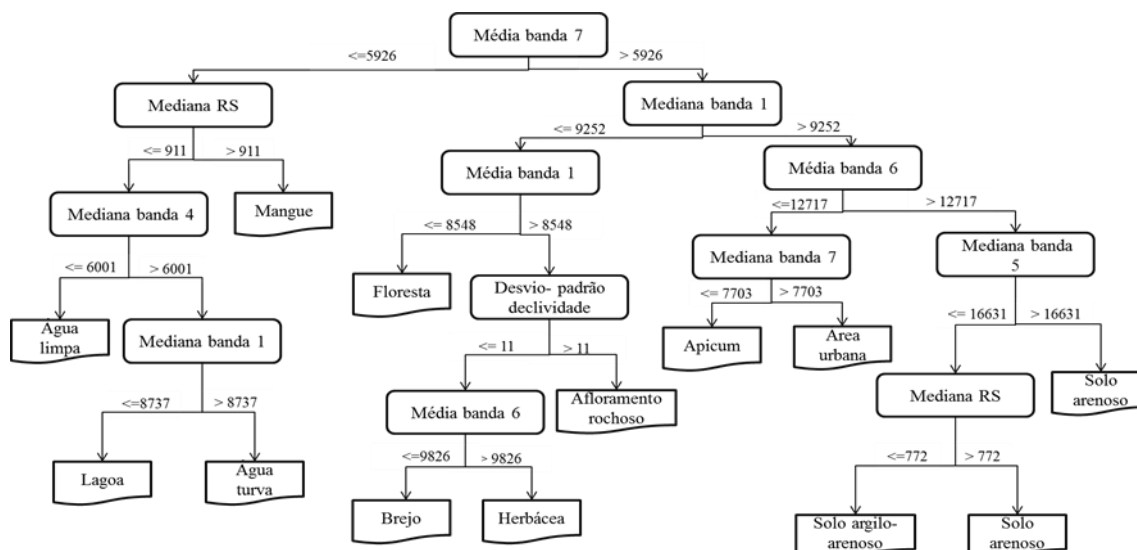 Média banda 7
<=5926
> 5926
Mediana RS
Mediana banda 1
<= 911
> 911
<= 9252
> 9252
Mediana banda 4
Mangue
Média banda 1
Média banda 6
<= 6001
> 6001
<= 8548
> 8548
<=12717
> 12717
Agua
limpa
Mediana banda 1
Floresta
Desvio- padrão
declividade
Mediana banda 7
Mediana banda
5
<= 7703
> 7703
<= 16631
> 16631
<=8737
> 8737
<= 11
> 11
Apicum
Area
urbana
Mediana RS
Solo
arenoso
Lagoa
Agua
turva
Média banda 6
Afloramento
rochoso
<=9826
> 9826
<=772
> 772
Brejo
Herbácea
Solo argilo-
arenoso
Solo
arenoso